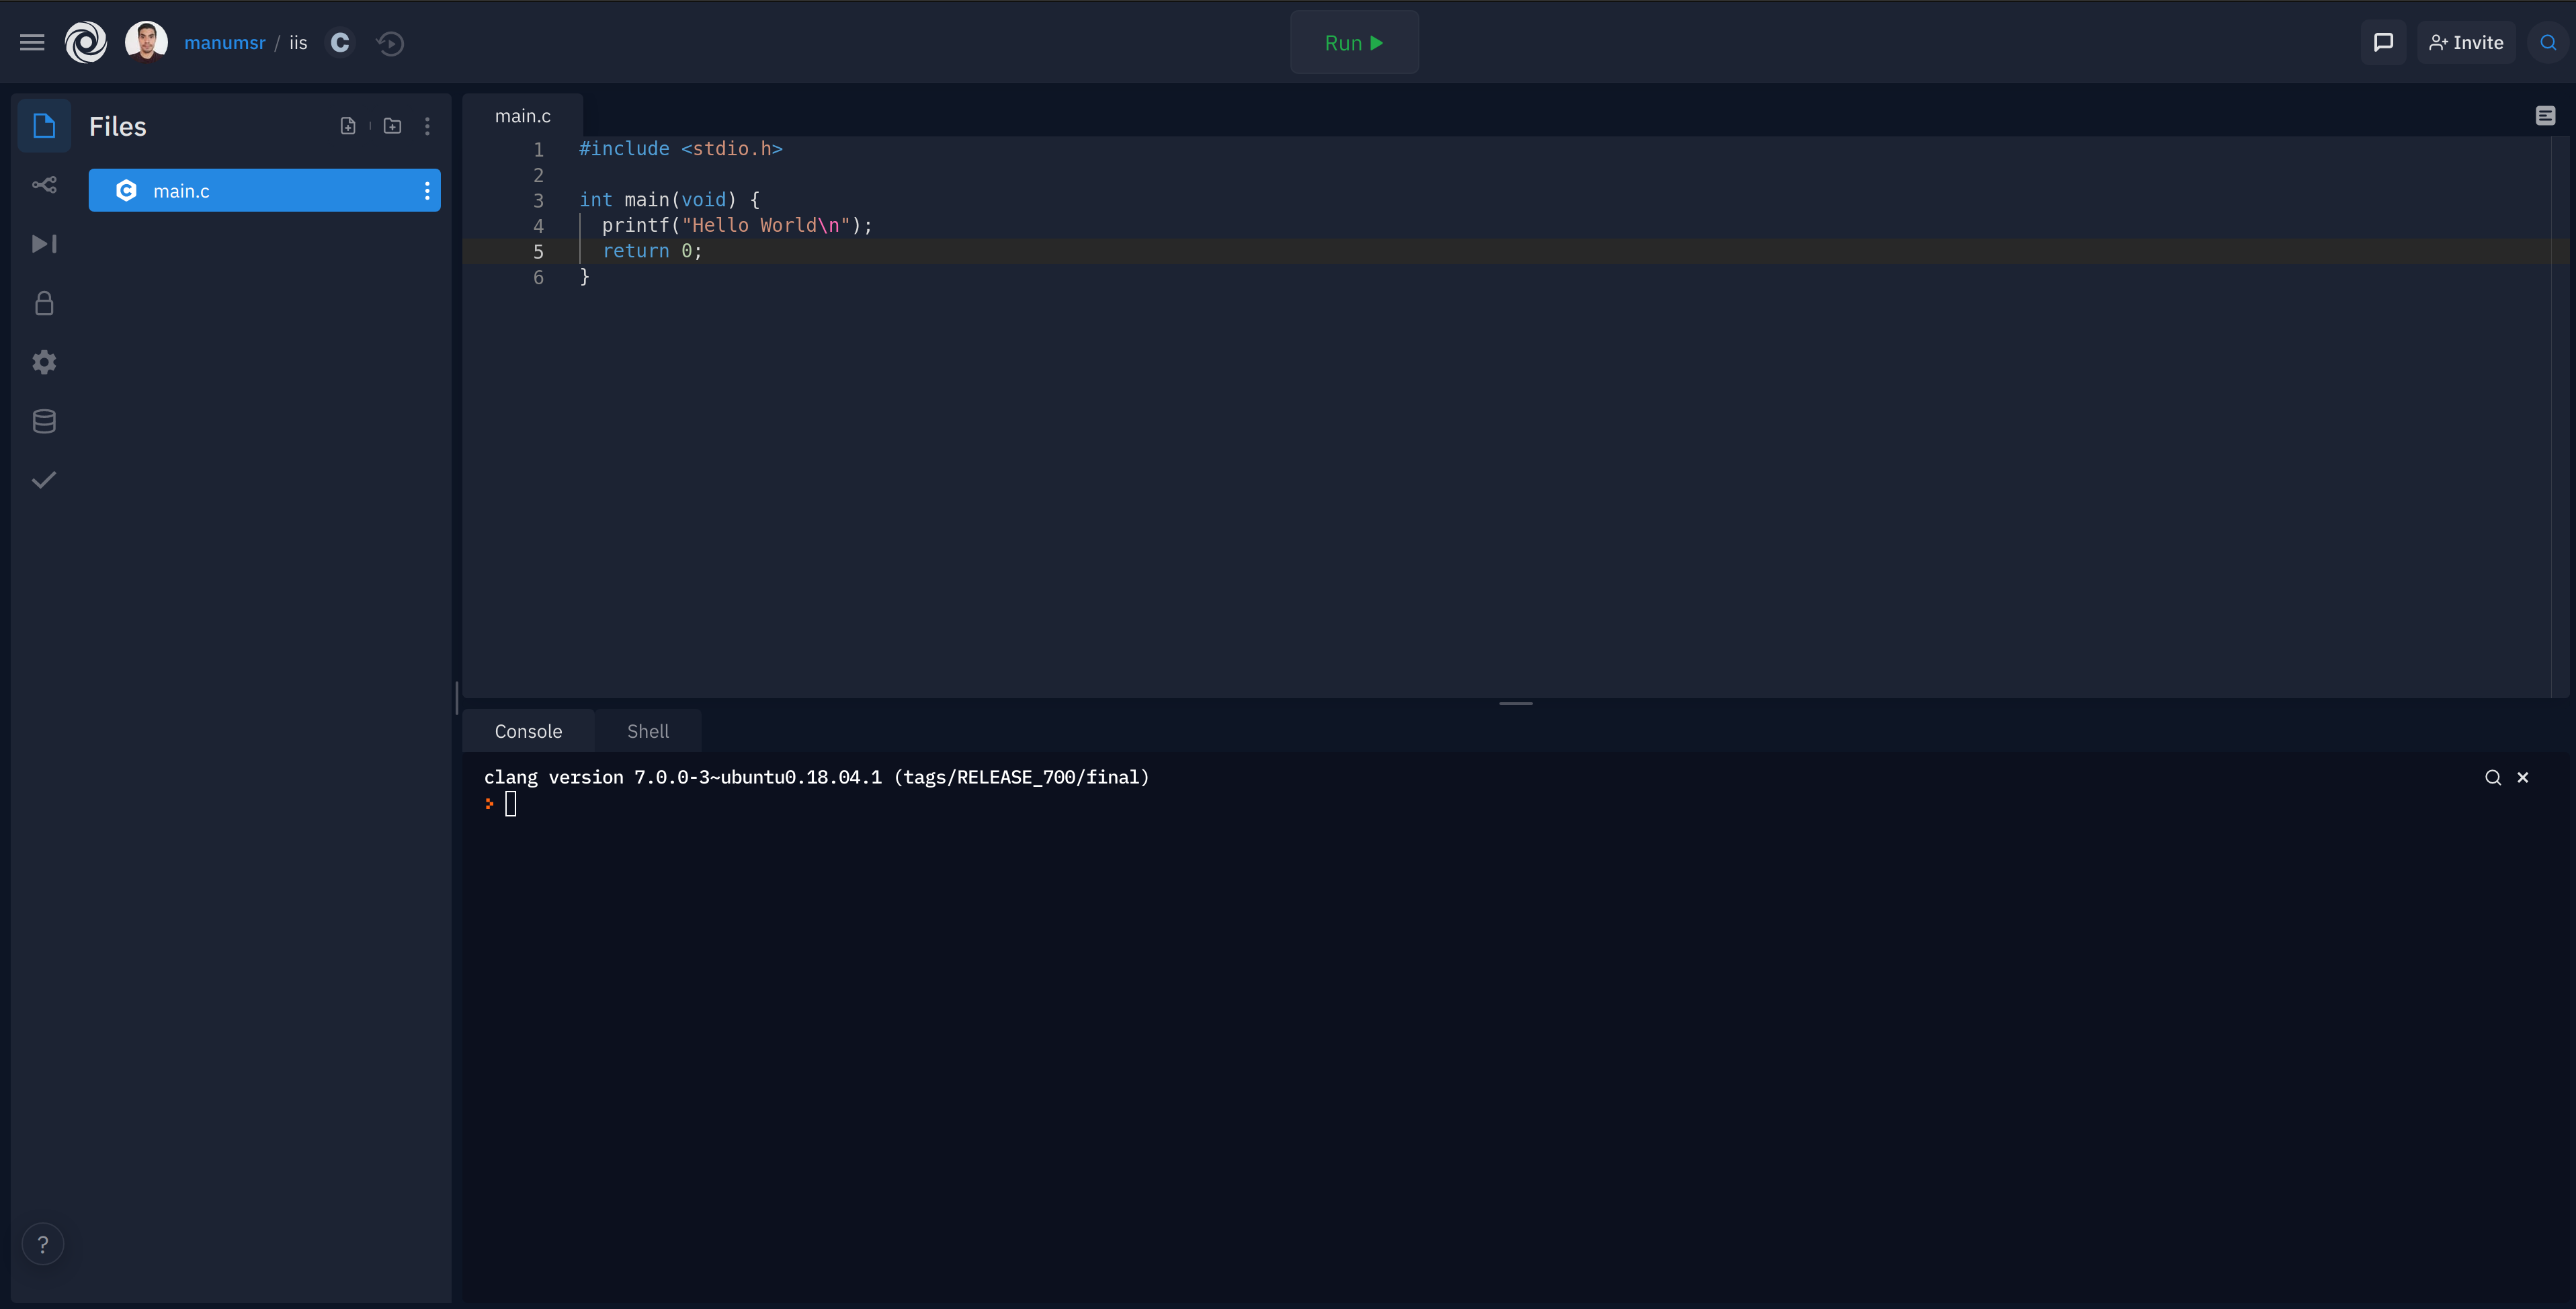 manumsr / iis C
Run
Invite
Files
main.c
main.c
1 #include <stdio.h>
2
3 int main(void) {
4   printf("Hello World\n");
5   return 0;
6 }
Console
Shell
clang version 7.0.0-3~ubuntu0.18.04.1 (tags/RELEASE_700/final)
?